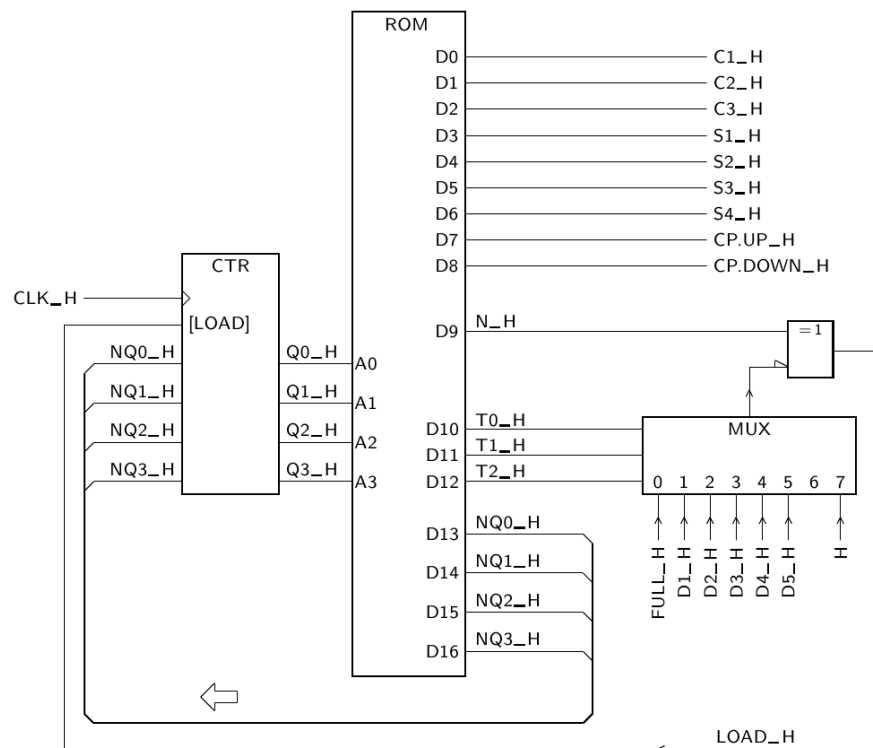 ROM
D0 C1_H
D1 C2_H
D2 C3_H
D3 S1_H
D4 S2_H
D5 S3_H
D6 S4_H
D7 CP.UP_H
CTR
D8 CP.DOWN_H
CLK_H
[LOAD]
D9 N_H =1
NQ0_H Q0_H A0
NQ1_H Q1_H A1
D10 T0_H MUX
NQ2_H Q2_H A2
D11 T1_H
NQ3_H Q3_H A3
D12 T2_H 0 1 2 3 4 5 6 7
D13 NQ0_H
FULL_H D1_H D2_H D3_H D4_H D5_H H
D14 NQ1_H
D15 NQ2_H
D16 NQ3_H
LOAD_H